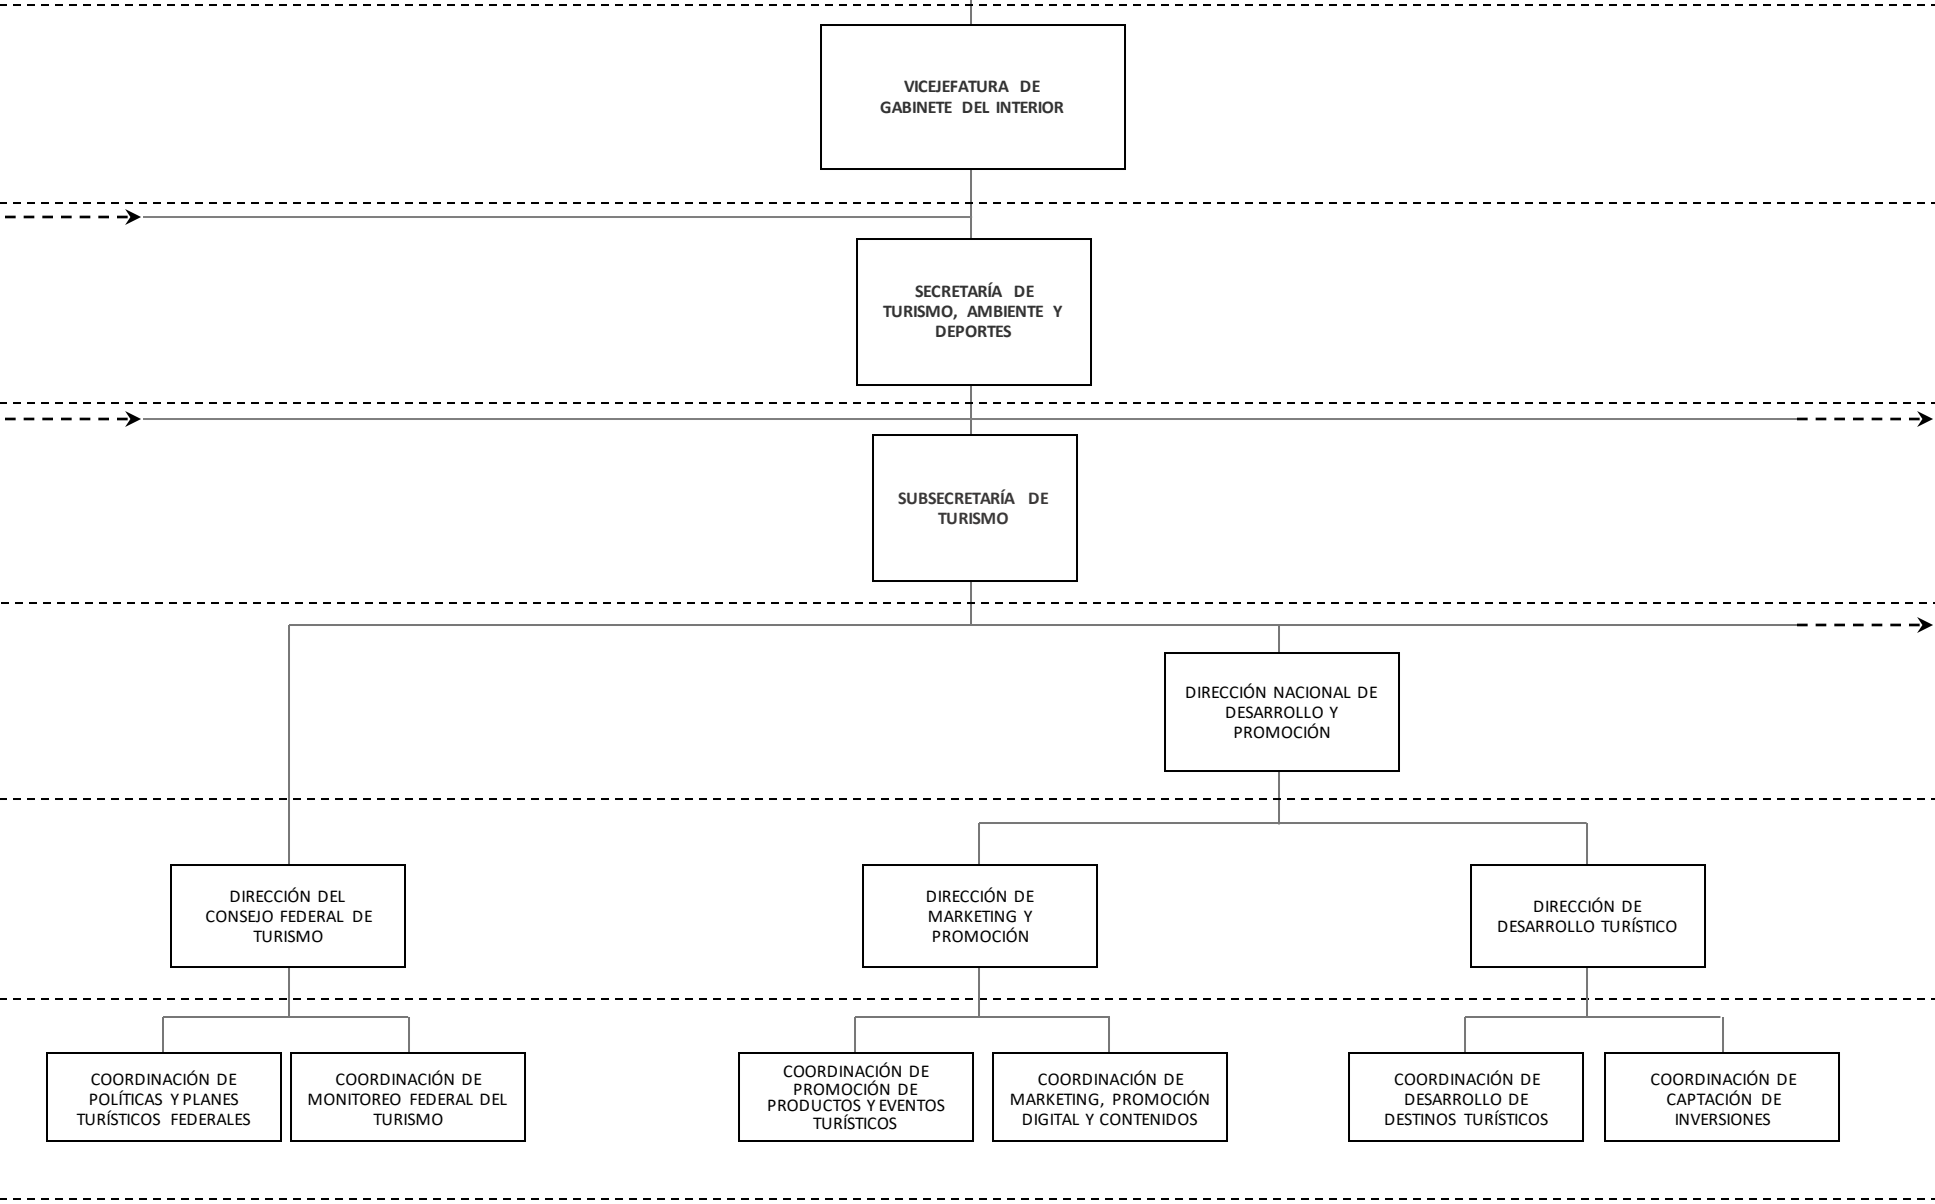 VICEJEFATURA DE
GABINETE DEL INTERIOR
SECRETARÍA DE
TURISMO, AMBIENTE Y
DEPORTES
SUBSECRETARÍA DE
TURISMO
DIRECCIÓN NACIONAL DE
DESARROLLO Y
PROMOCIÓN
DIRECCIÓN DEL
CONSEJO FEDERAL DE
TURISMO
DIRECCIÓN DE
MARKETING Y
PROMOCIÓN
DIRECCIÓN DE
DESARROLLO TURÍSTICO
COORDINACIÓN DE
POLÍTICAS Y PLANES
TURÍSTICOS FEDERALES
COORDINACIÓN DE
MONITOREO FEDERAL DEL
TURISMO
COORDINACIÓN DE
PROMOCIÓN DE
PRODUCTOS Y EVENTOS
TURÍSTICOS
COORDINACIÓN DE
MARKETING, PROMOCIÓN
DIGITAL Y CONTENIDOS
COORDINACIÓN DE
DESARROLLO DE
DESTINOS TURÍSTICOS
COORDINACIÓN DE
CAPTACIÓN DE
INVERSIONES